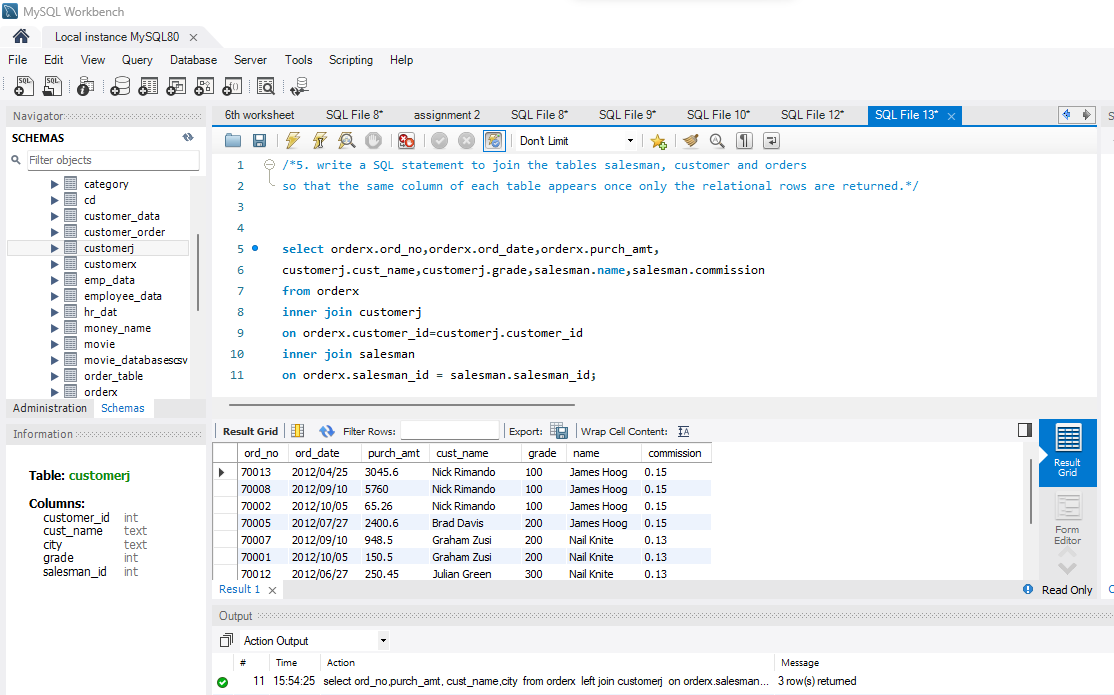 MySQL Workbench
Local instance MySQL80
File Edit View Query Database Server Tools Scripting Help
Navigator
SCHEMAS
Filter objects
category
cd
customer_data
customer_order
customerj
customerx
emp_data
employee_data
hr_dat
money_name
movie
movie_databasescsv
order_table
orderx
Administration Schemas
Information
Table: customerj
Columns:
customer_id int
cust_name text
city text
grade int
salesman_id int
6th worksheet SQL File 8* assignment 2 SQL File 8* SQL File 9* SQL File 10* SQL File 12* SQL File 13*
Don't Limit
1 /*5. write a SQL statement to join the tables salesman, customer and orders
2 so that the same column of each table appears once only the relational rows are returned.*/
3
4
5 select orderx.ord_no,orderx.ord_date,orderx.purch_amt,
6 customerj.cust_name,customerj.grade,salesman.name,salesman.commission
7 from orderx
8 inner join customerj
9 on orderx.customer_id=customerj.customer_id
10 inner join salesman
11 on orderx.salesman_id = salesman.salesman_id;
Result Grid Filter Rows: Export: Wrap Cell Content:
ord_no ord_date purch_amt cust_name grade name commission
70013 2012/04/25 3045.6 Nick Rimando 100 James Hoog 0.15
70008 2012/09/10 5760 Nick Rimando 100 James Hoog 0.15
70002 2012/10/05 65.26 Nick Rimando 100 James Hoog 0.15
70005 2012/07/27 2400.6 Brad Davis 200 James Hoog 0.15
70007 2012/09/10 948.5 Graham Zusi 200 Nail Knite 0.13
70001 2012/10/05 150.5 Graham Zusi 200 Nail Knite 0.13
70012 2012/06/27 250.45 Julian Green 300 Nail Knite 0.13
Result Grid
Form Editor
Result 1
Read Only
Output
Action Output
# Time Action Message
11 15:54:25 select ord_no,purch_amt, cust_name,city from orderx left join customerj on orderx.salesman... 3 row(s) returned